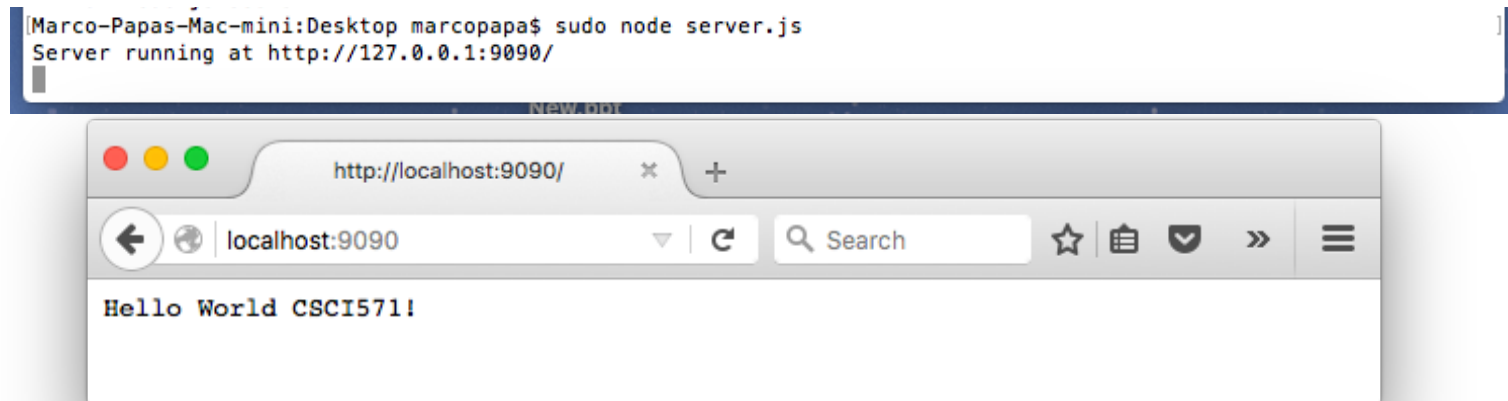 [Marco-Papas-Mac-mini:Desktop marcopapa$ sudo node server.js ]
Server running at http://127.0.0.1:9090/
New.ppt
http://localhost:9090/
localhost:9090 Search
Hello World CSCI571!